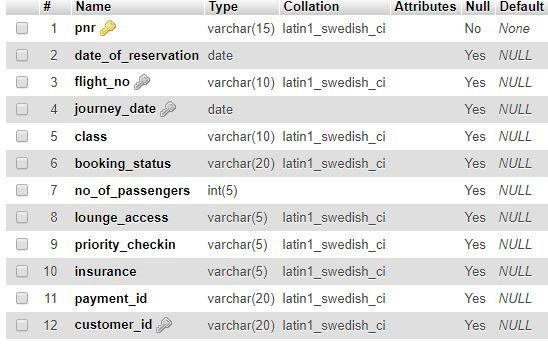 # Name Type Collation Attributes Null Default
1 pnr varchar(15) latin1_swedish_ci No None
2 date_of_reservation date Yes NULL
3 flight_no varchar(10) latin1_swedish_ci Yes NULL
4 journey_date date Yes NULL
5 class varchar(10) latin1_swedish_ci Yes NULL
6 booking_status varchar(20) latin1_swedish_ci Yes NULL
7 no_of_passengers int(5) Yes NULL
8 lounge_access varchar(5) latin1_swedish_ci Yes NULL
9 priority_checkin varchar(5) latin1_swedish_ci Yes NULL
10 insurance varchar(5) latin1_swedish_ci Yes NULL
11 payment_id varchar(20) latin1_swedish_ci Yes NULL
12 customer_id varchar(20) latin1_swedish_ci Yes NULL